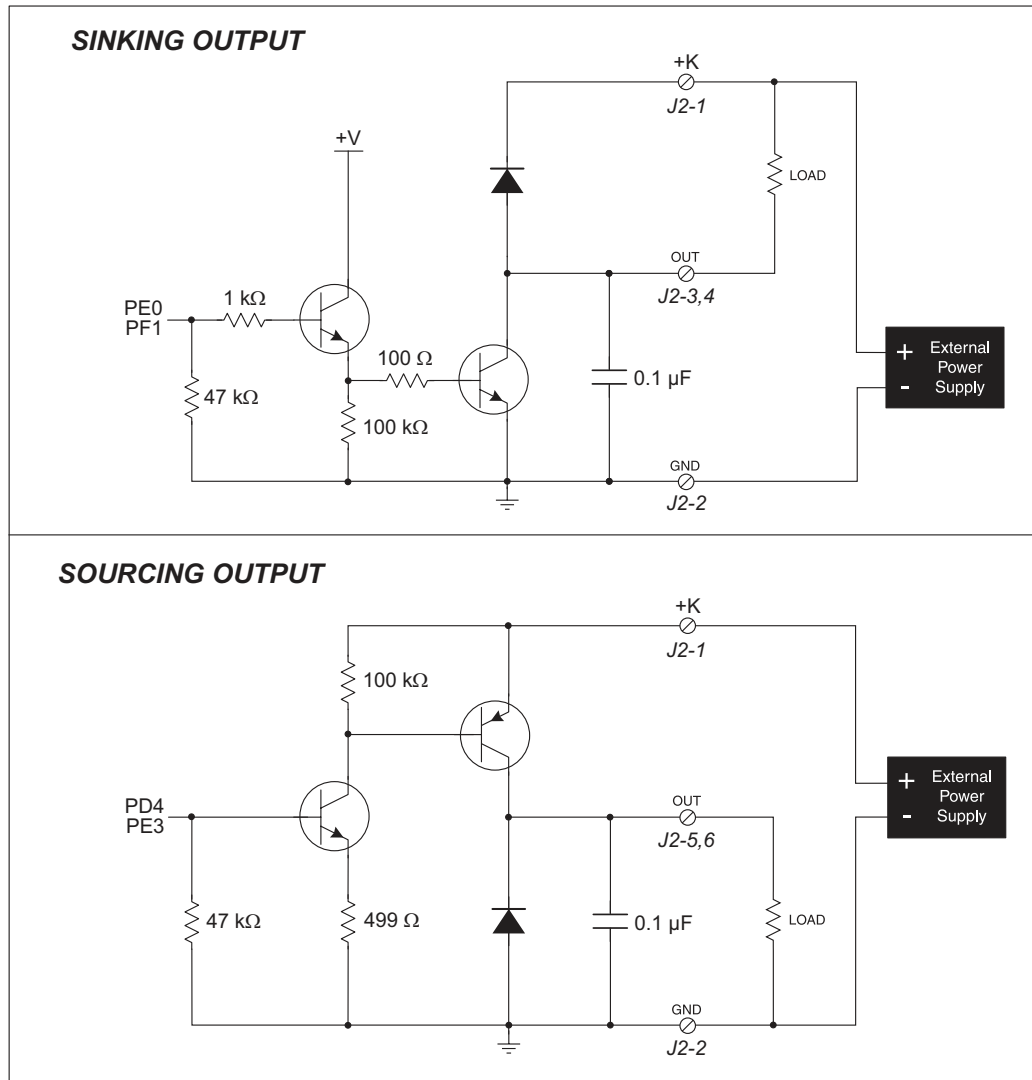 SINKING OUTPUT
+K
J2-1
+V
LOAD
OUT
J2-3,4
PE0
PF1
1 kΩ
100 Ω
47 kΩ
100 kΩ
0.1 µF
+ External
Power
- Supply
GND
J2-2
SOURCING OUTPUT
+K
J2-1
100 kΩ
+ External
Power
- Supply
OUT
J2-5,6
PD4
PE3
47 kΩ
499 Ω
0.1 µF
LOAD
GND
J2-2